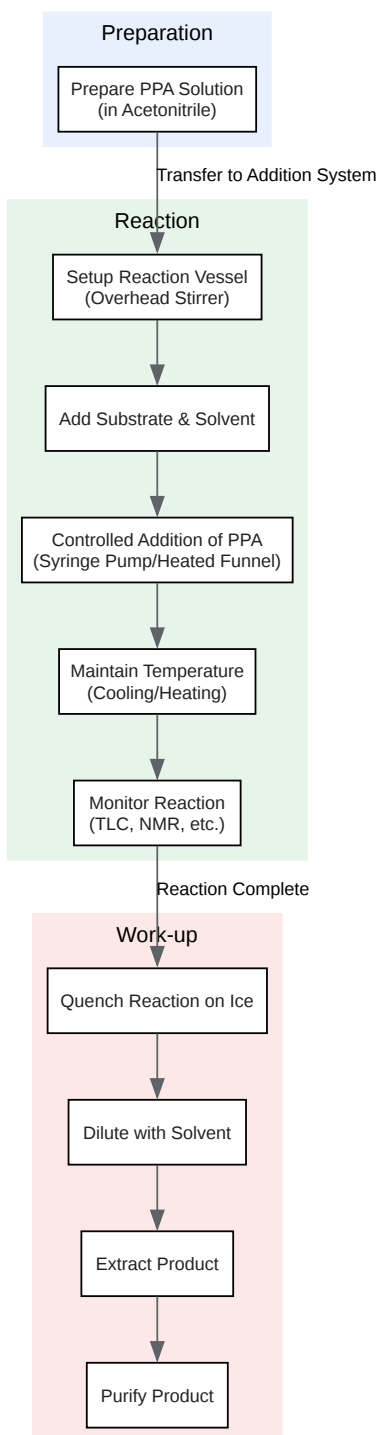 Preparation
Prepare PPA Solution
(in Acetonitrile)
Transfer to Addition System
Reaction
Setup Reaction Vessel
(Overhead Stirrer)
Add Substrate & Solvent
Controlled Addition of PPA
(Syringe Pump/Heated Funnel)
Maintain Temperature
(Cooling/Heating)
Monitor Reaction
(TLC, NMR, etc.)
Reaction Complete
Work-up
Quench Reaction on Ice
Dilute with Solvent
Extract Product
Purify Product